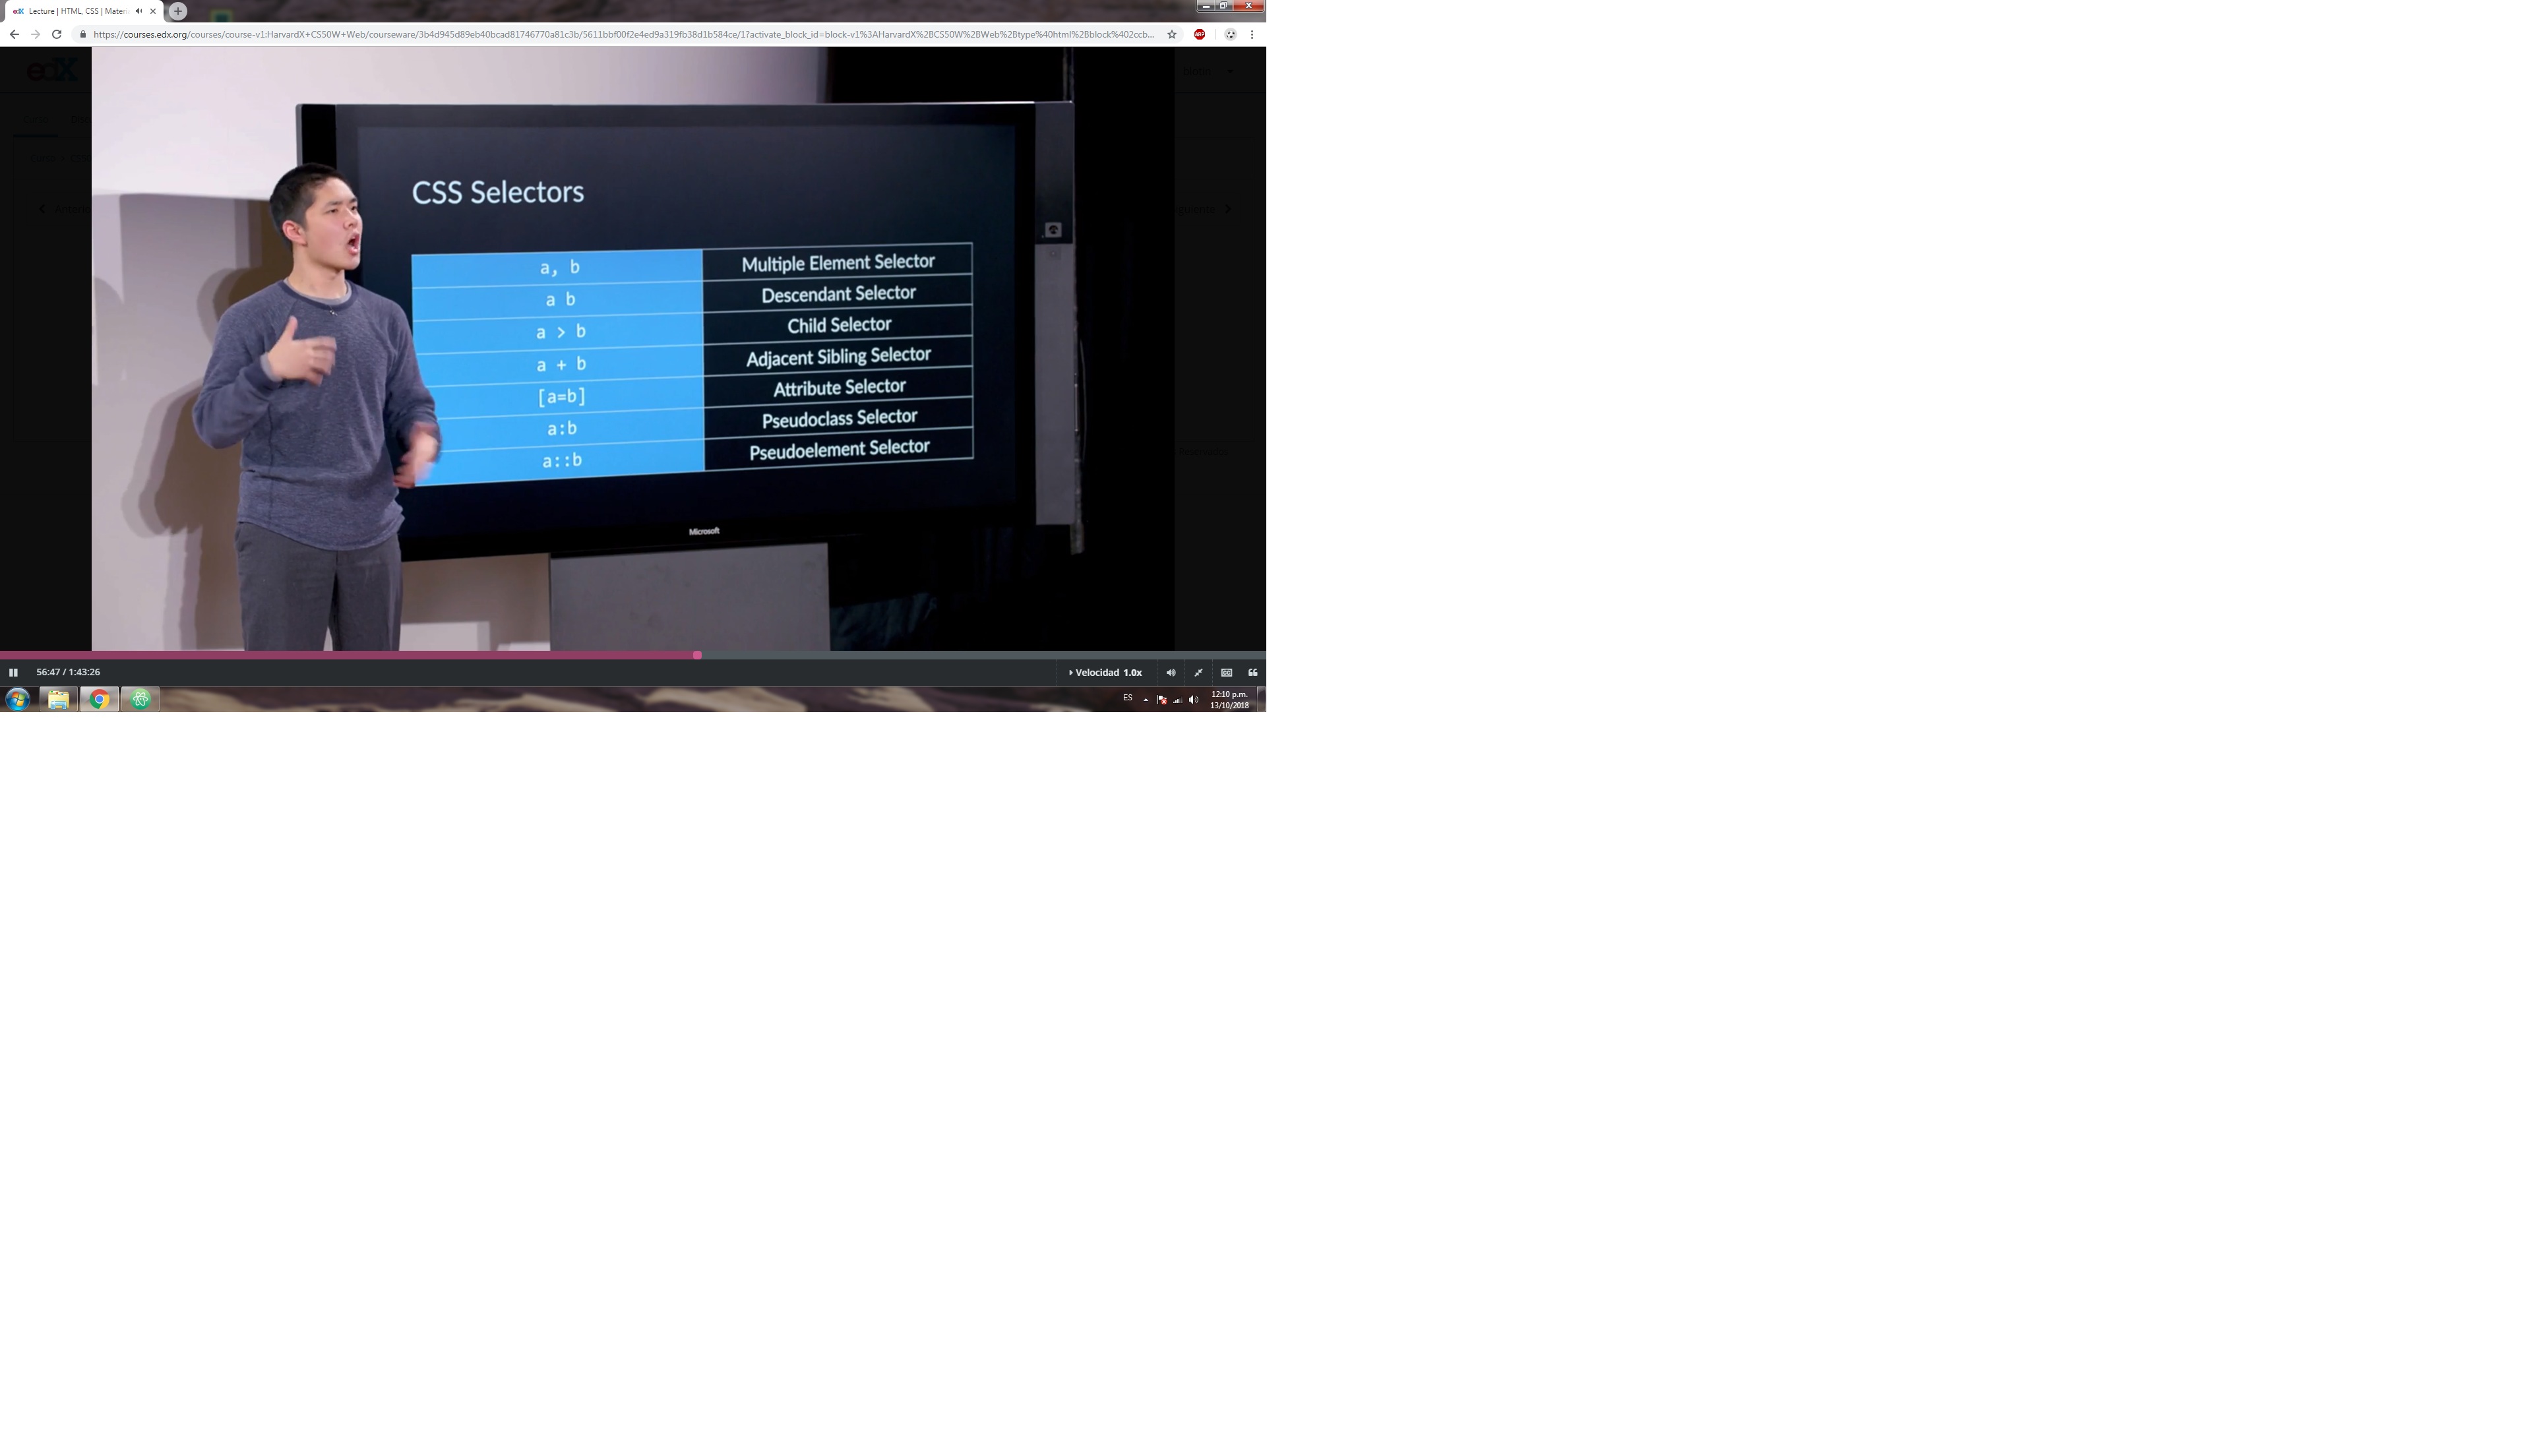 edX Lecture | HTML, CSS | Materi
https://courses.edx.org/courses/course-v1:HarvardX+CS50W+Web/courseware/3b4d945d89eb40bcad81746770a81c3b/5611bbf00f2e4ed9a319fb38d1b584ce/1?activate_block_id=block-v1%3AHarvardX%2BCS50W%2BWeb%2Btype%40html%2Bblock%402ccb...
ABP
edX
CSS Selectors
a, b Multiple Element Selector
a b Descendant Selector
a > b Child Selector
a + b Adjacent Sibling Selector
[a=b] Attribute Selector
a:b Pseudoclass Selector
a::b Pseudoelement Selector
Microsoft
56:47 / 1:43:26
Velocidad 1.0x
ES
12:10 p.m.
13/10/2018